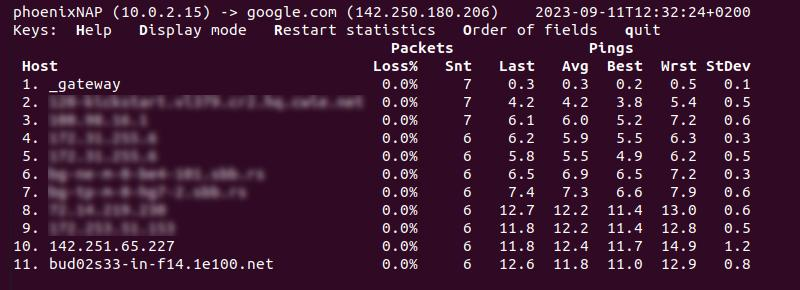 phoenixNAP (10.0.2.15) -> google.com (142.250.180.206) 2023-09-11T12:32:24+0200
Keys: Help Display mode Restart statistics Order of fields quit
Packets Pings
Host Loss% Snt Last Avg Best Wrst StDev
1. _gateway 0.0% 7 0.3 0.3 0.2 0.5 0.1
2. 0.0% 7 4.2 4.2 3.8 5.4 0.5
3. 0.0% 7 6.1 6.0 5.2 7.2 0.6
4. 0.0% 6 6.2 5.9 5.5 6.3 0.3
5. 0.0% 6 5.8 5.5 4.9 6.2 0.5
6. 0.0% 6 6.5 6.9 6.5 7.2 0.3
7. 0.0% 6 7.4 7.3 6.6 7.9 0.6
8. 0.0% 6 12.7 12.2 11.4 13.0 0.6
9. 0.0% 6 11.8 12.2 11.4 12.8 0.5
10. 142.251.65.227 0.0% 6 11.8 12.4 11.7 14.9 1.2
11. bud02s33-in-f14.1e100.net 0.0% 6 12.6 11.8 11.0 12.9 0.8